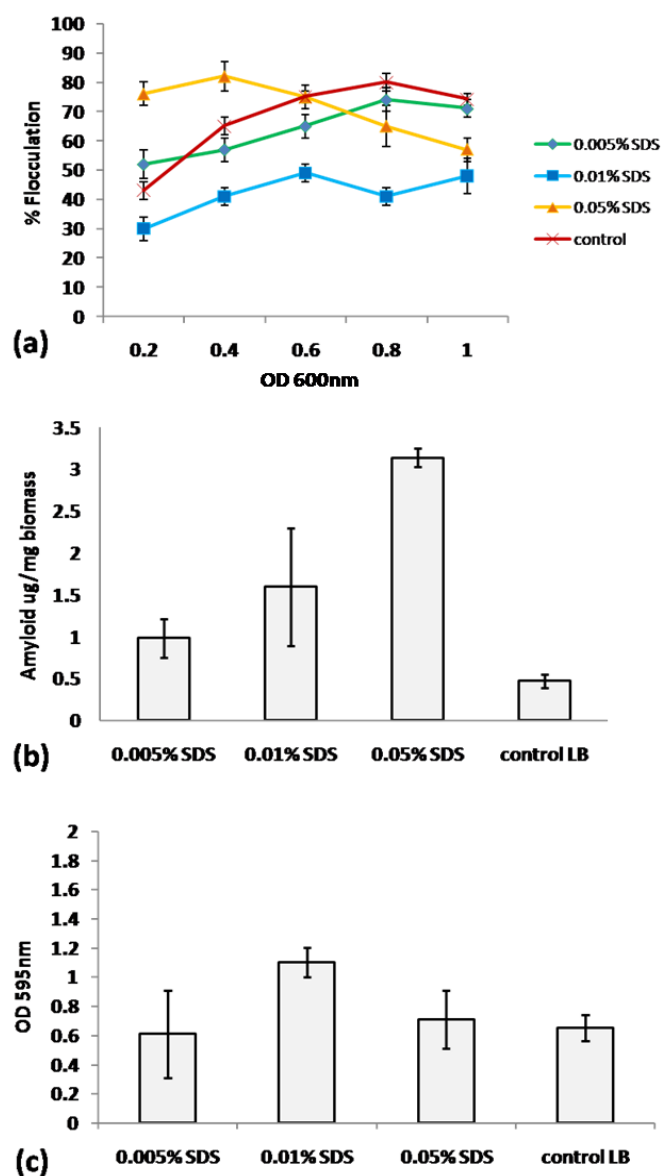 100
90
80
70
60
50
40
30
20
10
0
% Flocculation
0.2 0.4 0.6 0.8 1
OD 600nm
0.005% SDS
0.01% SDS
0.05% SDS
control
(a)
3.5
3
2.5
2
1.5
1
0.5
0
Amyloid ug/mg biomass
0.005% SDS 0.01% SDS 0.05% SDS control LB
(b)
2
1.8
1.6
1.4
1.2
1
0.8
0.6
0.4
0.2
0
OD 595nm
0.005% SDS 0.01% SDS 0.05% SDS control LB
(c)